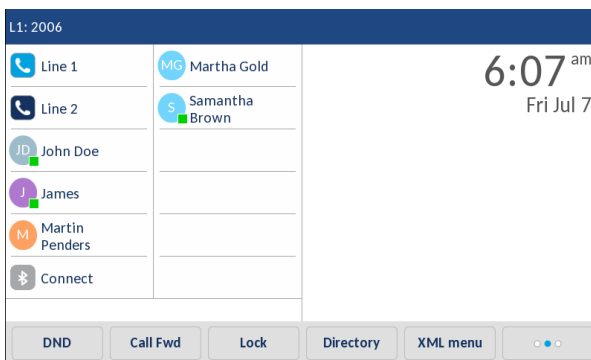 L1: 2006
Line 1
Line 2
JD John Doe
J James
M Martin
Penders
Connect
MG Martha Gold
S Samantha
Brown
6:07 am
Fri Jul 7
DND Call Fwd Lock Directory XML menu